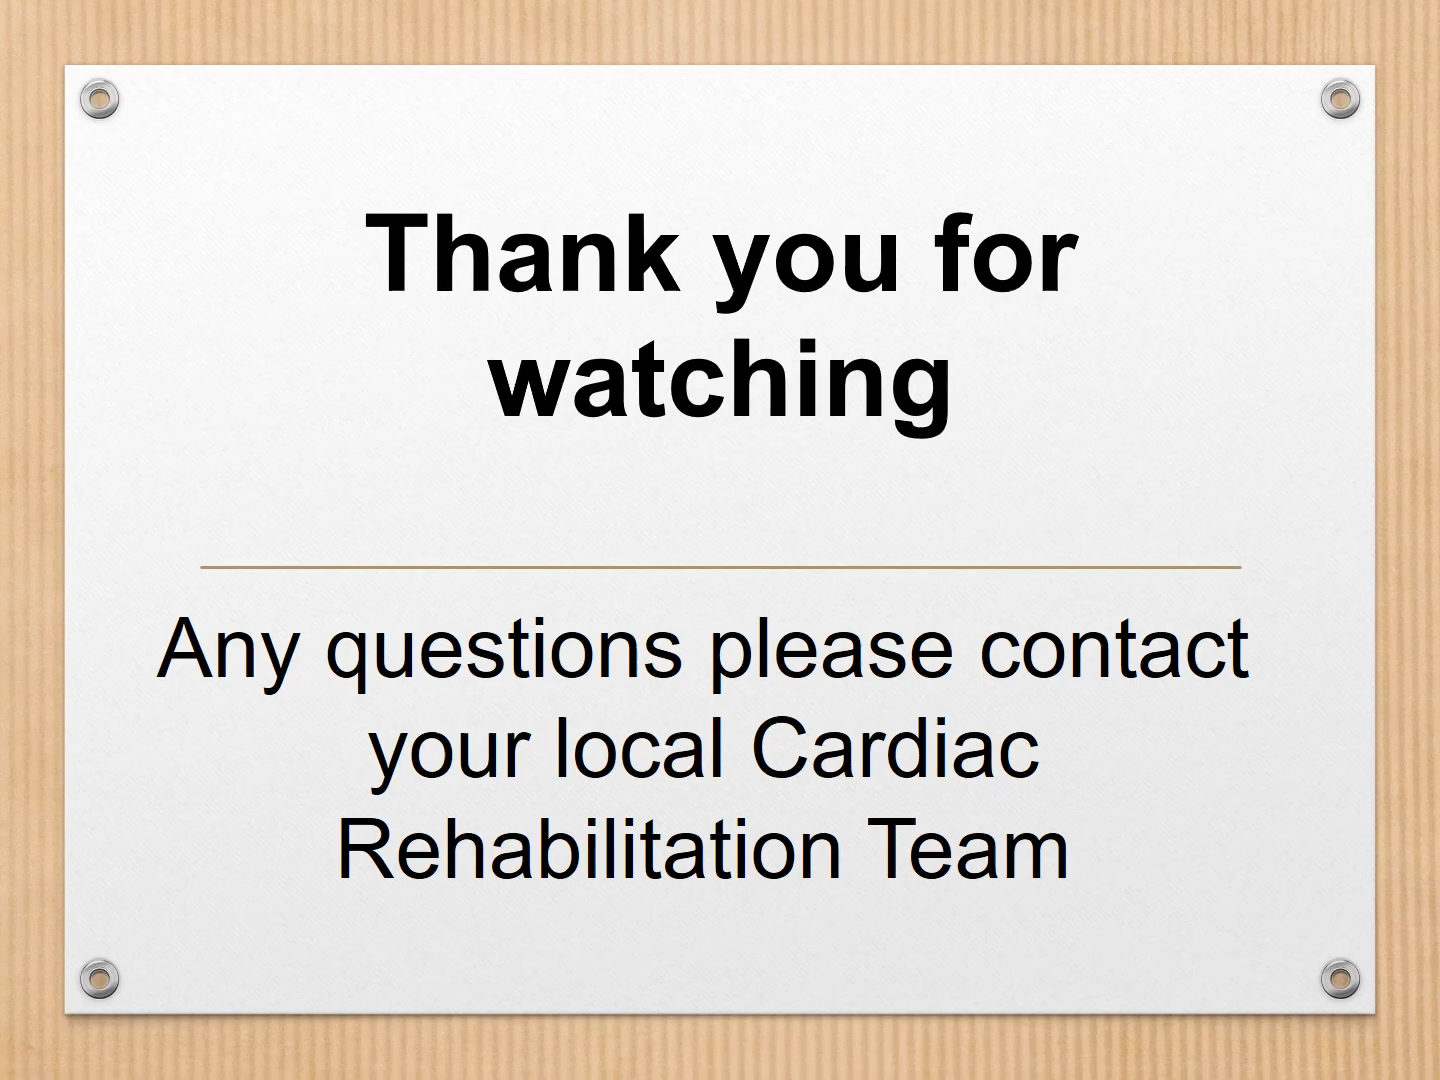 Thank you for
watching
Any questions please contact
your local Cardiac
Rehabilitation Team